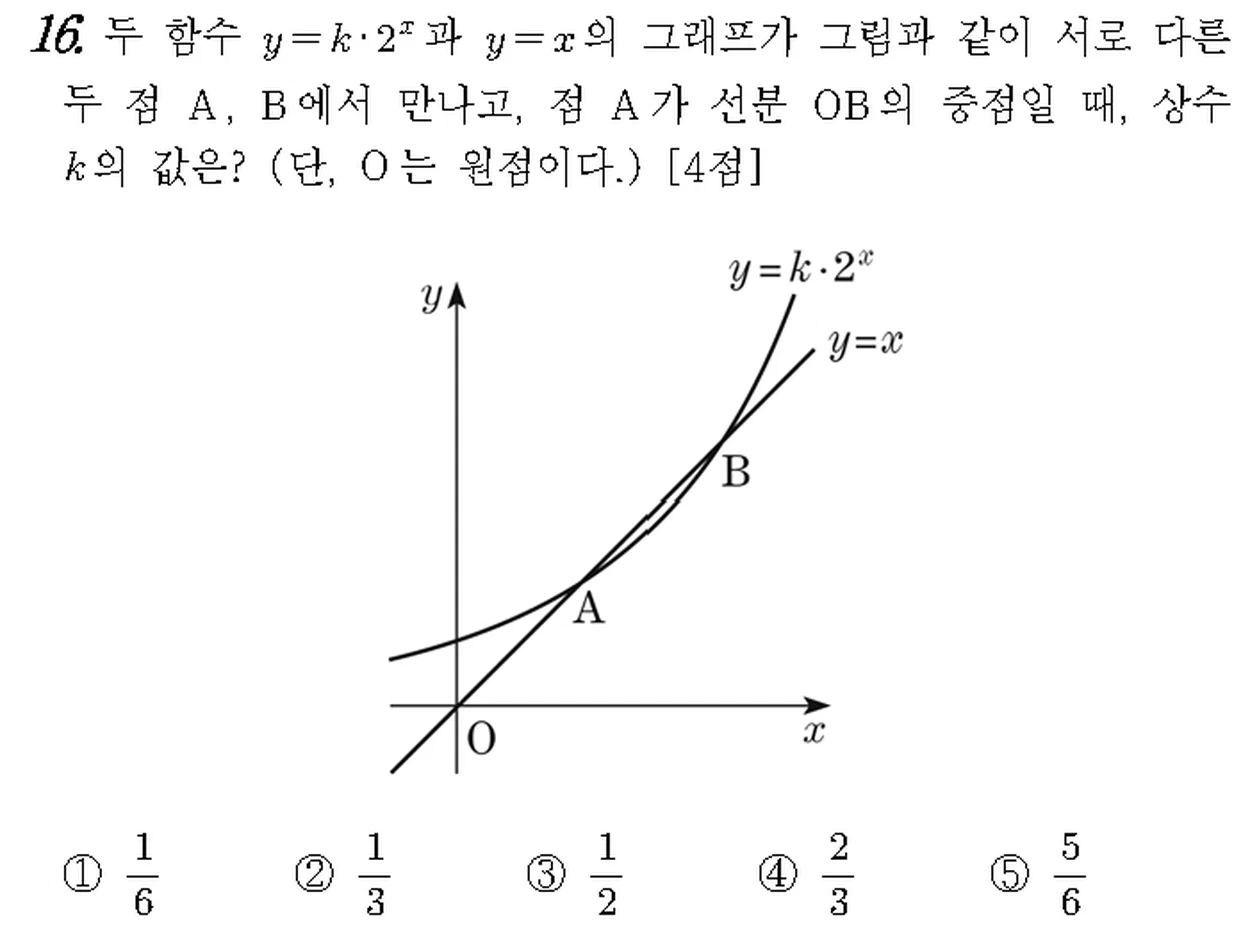 16. 두 함수 y=k·2ˣ과 y=x의 그래프가 그림과 같이 서로 다른
두 점 A, B에서 만나고, 점 A가 선분 OB의 중점일 때, 상수
k의 값은? (단, O는 원점이다.) [4점]
y=k·2ˣ
y
y=x
B
A
O
x
① 1/6 ② 1/3 ③ 1/2 ④ 2/3 ⑤ 5/6